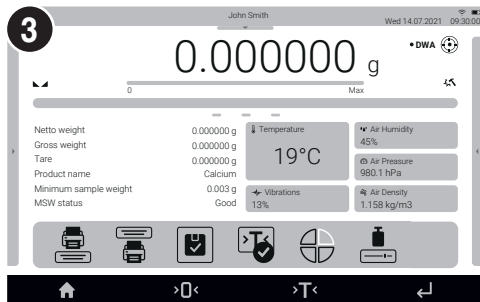 3
John Smith
Wed 14.07.2021 09:30:00
0.000000 g
• DWA
0 Max
Netto weight 0.000000 g
Gross weight 0.000000 g
Tare 0.000000 g
Product name Calcium
Minimum sample weight 0.003 g
MSW status Good
Temperature
19°C
Vibrations
13%
Air Humidity
45%
Air Preasure
980.1 hPa
Air Density
1.158 kg/m3
>T<
>0< >T<